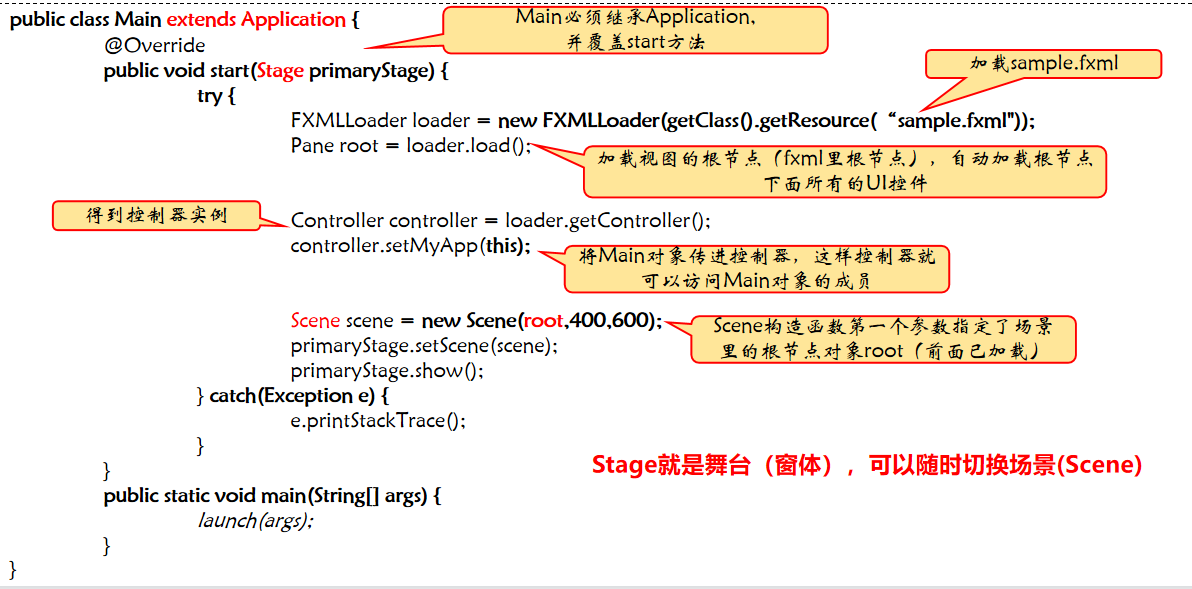 public class Main extends Application {
Main必须继承Application,
并覆盖start方法
@Override
public void start(Stage primaryStage) {
加载sample.fxml
try {
FXMLLoader loader = new FXMLLoader(getClass().getResource( “sample.fxml"));
Pane root = loader.load();
加载视图的根节点（fxml里根节点）, 自动加载根节点
下面所有的UI控件
得到控制器实例
Controller controller = loader.getController();
controller.setMyApp(this);
将Main对象传进控制器, 这样控制器就
可以访问Main对象的成员
Scene scene = new Scene(root,400,600);
Scene构造函数第一个参数指定了场景
里的根节点对象root（前面已加载）
primaryStage.setScene(scene);
primaryStage.show();
} catch(Exception e) {
e.printStackTrace();
}
Stage就是舞台（窗体）, 可以随时切换场景(Scene)
}
public static void main(String[] args) {
launch(args);
}
}